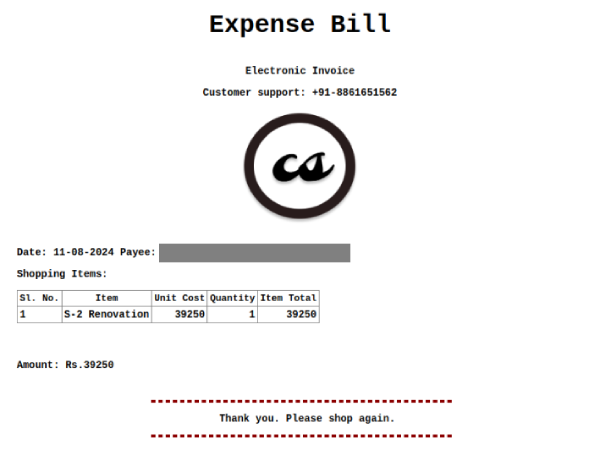 Expense Bill
Electronic Invoice
Customer support: +91-8861651562
ca
Date: 11-08-2024 Payee:
Shopping Items:
Sl. No. Item Unit Cost Quantity Item Total
1 S-2 Renovation 39250 1 39250
Amount: Rs.39250
Thank you. Please shop again.